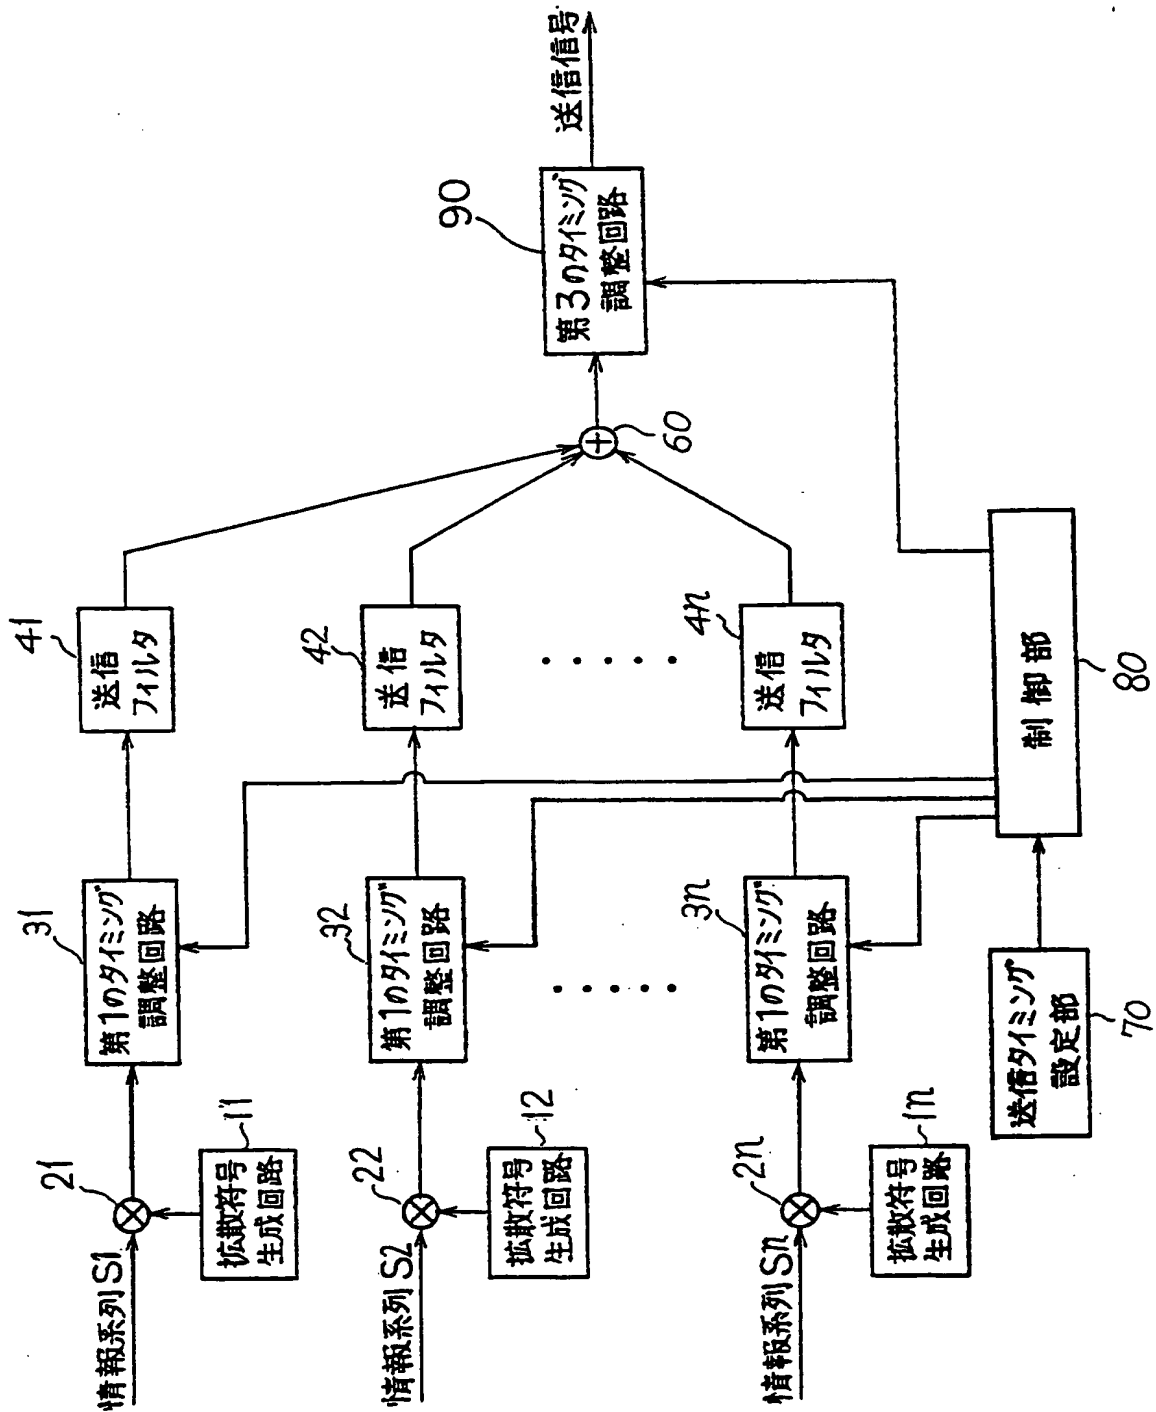 情報系列S1
21
拡散符号
生成回路
11
31
第1のタイミング
調整回路
41
送信
フィルタ
情報系列S2
22
拡散符号
生成回路
12
32
第1のタイミング
調整回路
42
送信
フィルタ
情報系列Sn
2n
拡散符号
生成回路
1n
3n
第1のタイミング
調整回路
4n
送信
フィルタ
60
90
第3のタイミング
調整回路
送信信号
送信タイミング
設定部
70
制御部
80